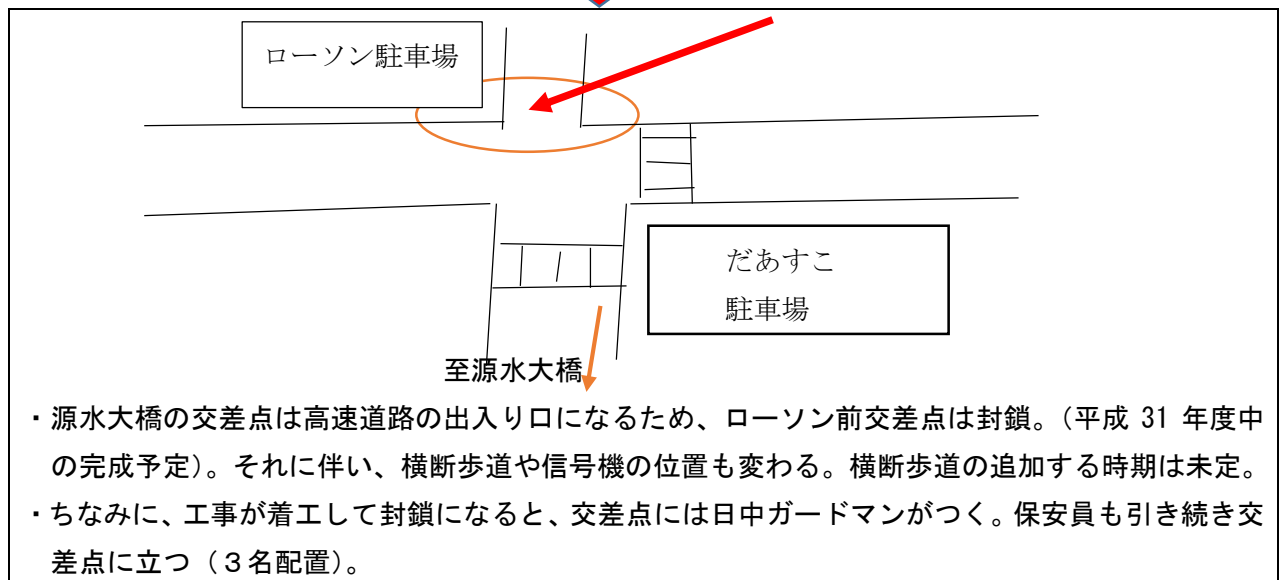 ローソン駐車場
だあすこ
駐車場
至源水大橋
・源水大橋の交差点は高速道路の出入り口になるため、ローソン前交差点は封鎖。(平成 31 年度中
の完成予定)。それに伴い、横断歩道や信号機の位置も変わる。横断歩道の追加する時期は未定。
・ちなみに、工事が着工して封鎖になると、交差点には日中ガードマンがつく。保安員も引き続き交
差点に立つ（３名配置）。